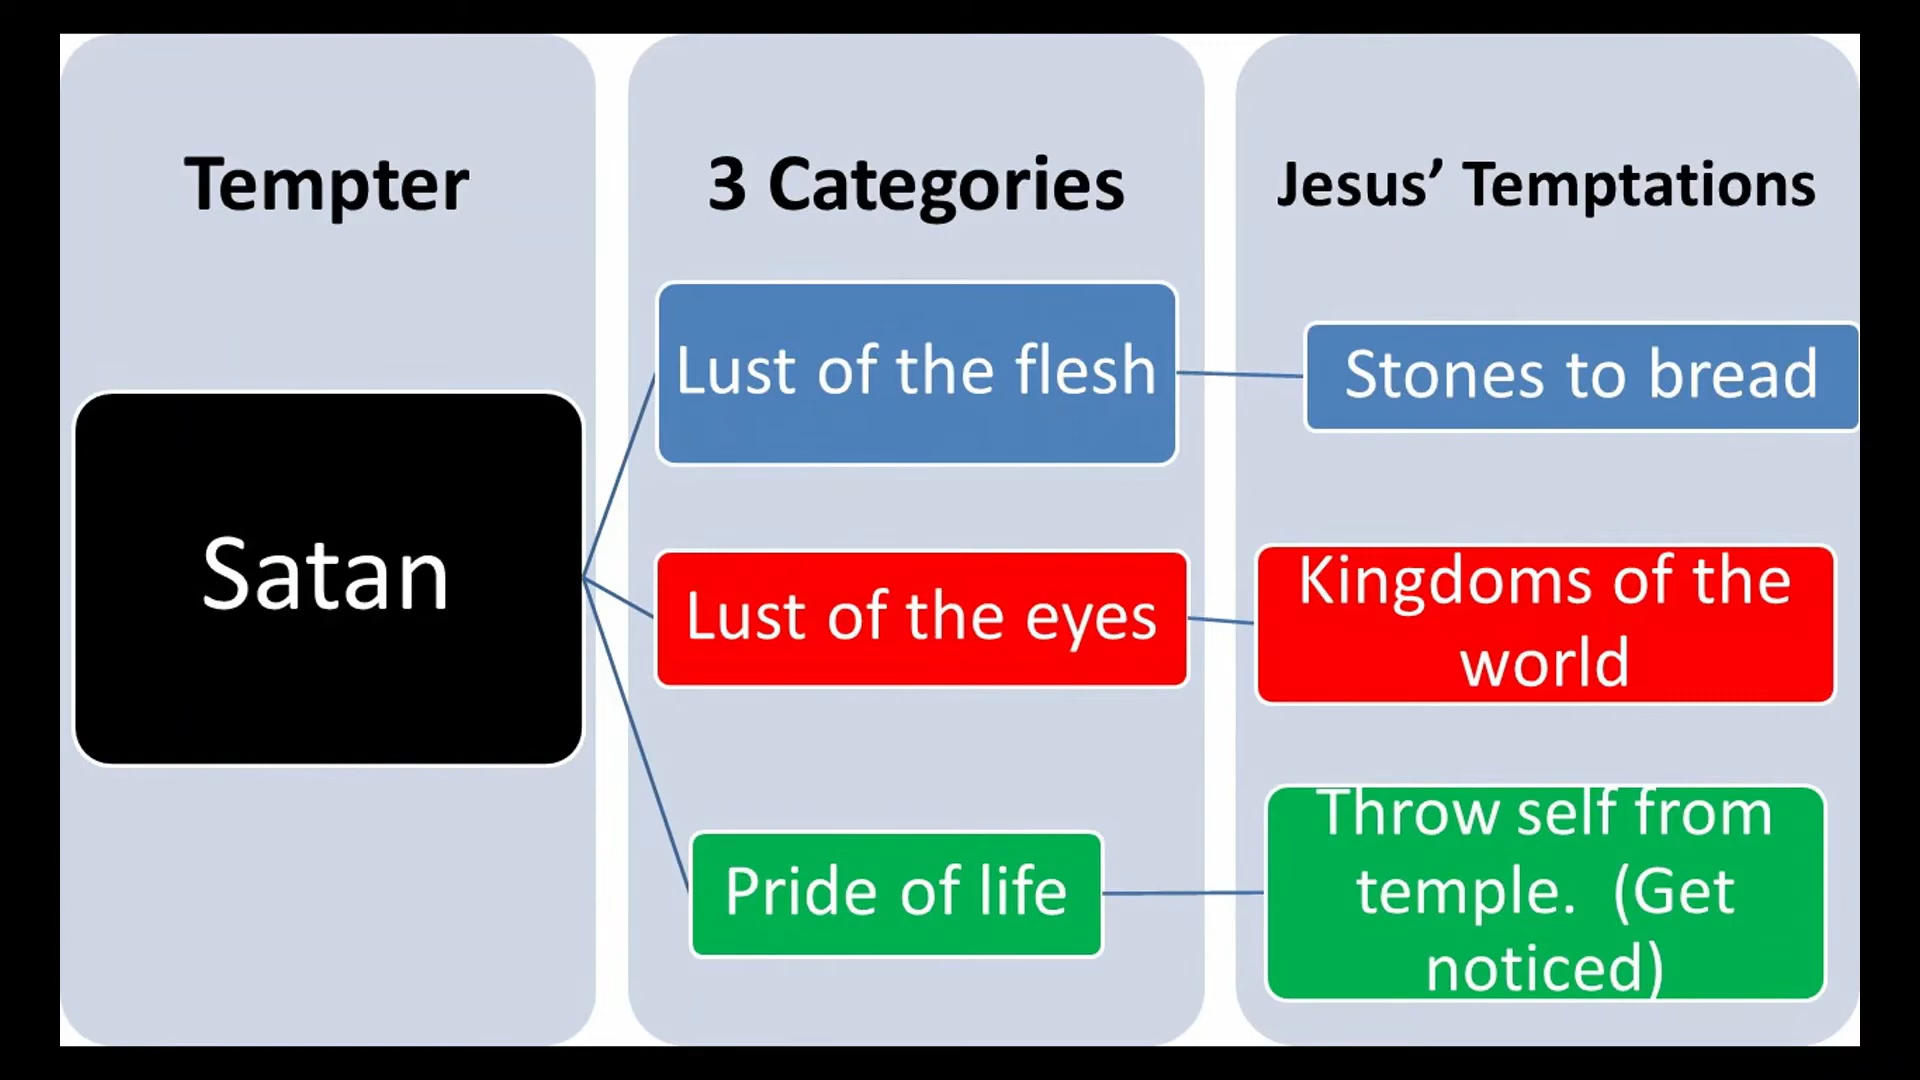 Tempter
3 Categories
Jesus’ Temptations
Satan
Lust of the flesh
Stones to bread
Lust of the eyes
Kingdoms of the
world
Pride of life
Throw self from
temple.  (Get
noticed)